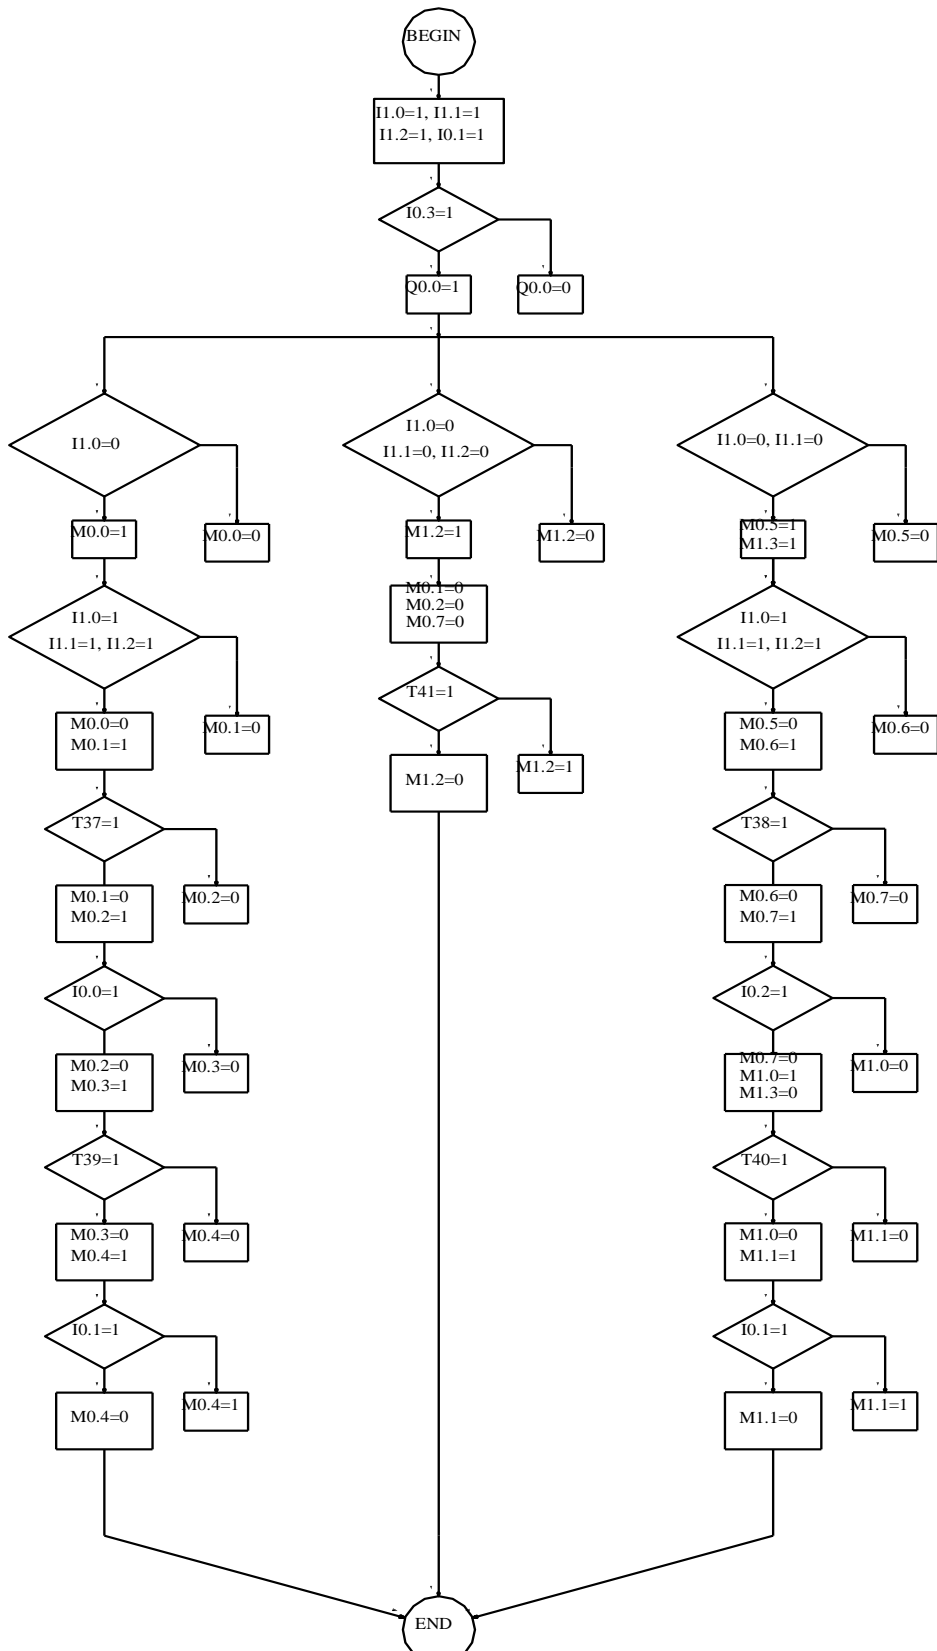 BEGIN
I1.0=1, I1.1=1
I1.2=1, I0.1=1
I0.3=1
Q0.0=1
Q0.0=0
I1.0=0
M0.0=1
M0.0=0
I1.0=1
I1.1=1, I1.2=1
M0.0=0
M0.1=1
M0.1=0
T37=1
M0.1=0
M0.2=1
M0.2=0
I0.0=1
M0.2=0
M0.3=1
M0.3=0
T39=1
M0.3=0
M0.4=1
M0.4=0
I0.1=1
M0.4=0
M0.4=1
I1.0=0
I1.1=0, I1.2=0
M1.2=1
M1.2=0
M0.1=0
M0.2=0
M0.7=0
T41=1
M1.2=0
M1.2=1
I1.0=0, I1.1=0
M0.5=1
M1.3=1
M0.5=0
I1.0=1
I1.1=1, I1.2=1
M0.5=0
M0.6=1
M0.6=0
T38=1
M0.6=0
M0.7=1
M0.7=0
I0.2=1
M0.7=0
M1.0=1
M1.3=0
M1.0=0
T40=1
M1.0=0
M1.1=1
M1.1=0
I0.1=1
M1.1=0
M1.1=1
END